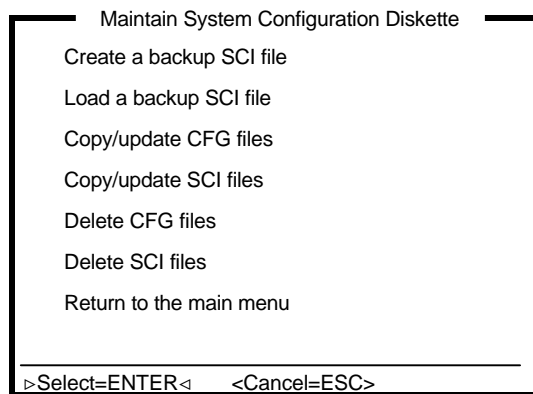 Maintain System Configuration Diskette
Create a backup SCI file
Load a backup SCI file
Copy/update CFG files
Copy/update SCI files
Delete CFG files
Delete SCI files
Return to the main menu
▹Select=ENTER◃ <Cancel=ESC>